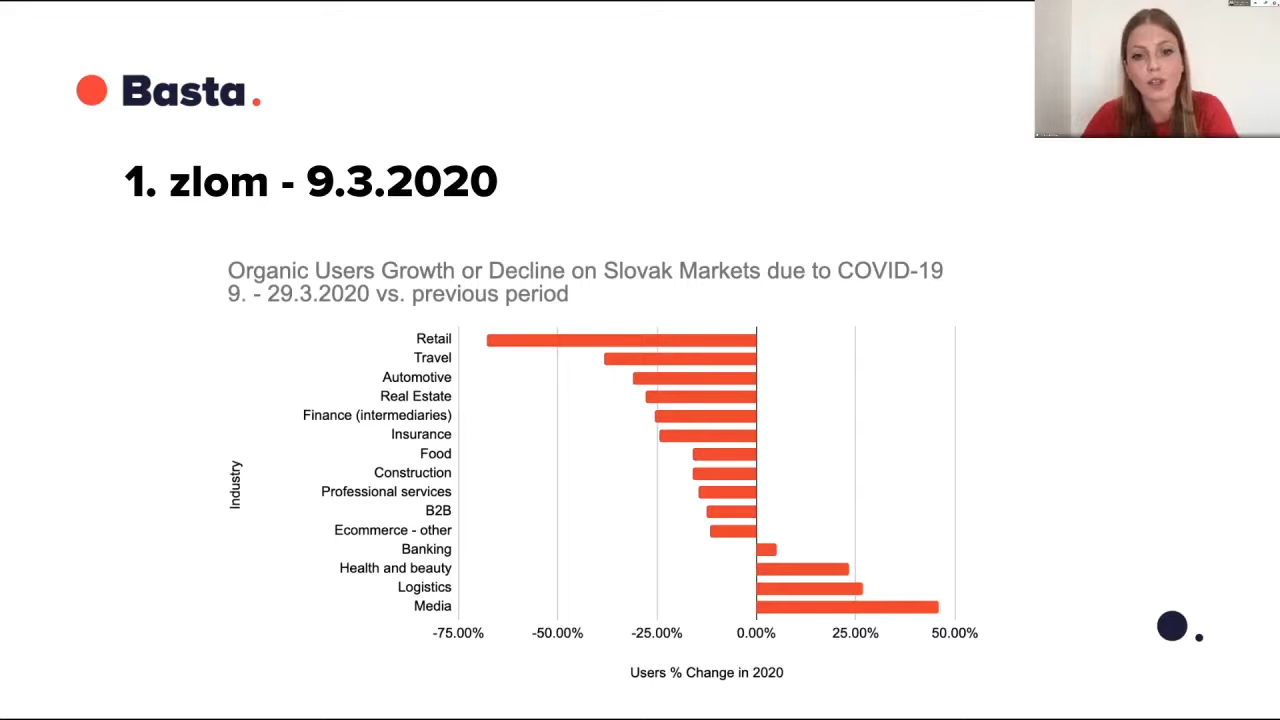 Basta.
1. zlom - 9.3.2020
Organic Users Growth or Decline on Slovak Markets due to COVID-19
9. - 29.3.2020 vs. previous period
Industry
Retail
Travel
Automotive
Real Estate
Finance (intermediaries)
Insurance
Food
Construction
Professional services
B2B
Ecommerce - other
Banking
Health and beauty
Logistics
Media
-75.00% -50.00% -25.00% 0.00% 25.00% 50.00%
Users % Change in 2020